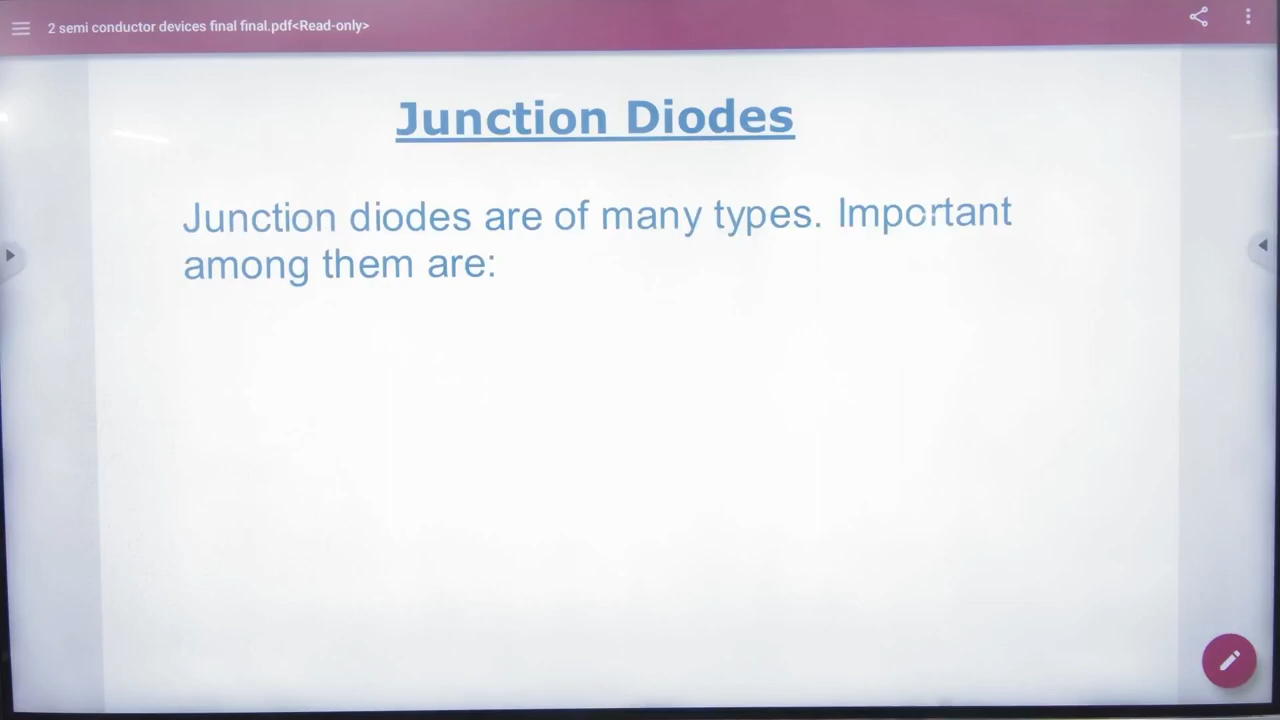 2 semi conductor devices final final.pdf<Read-only>
Junction Diodes
Junction diodes are of many types. Important
among them are: